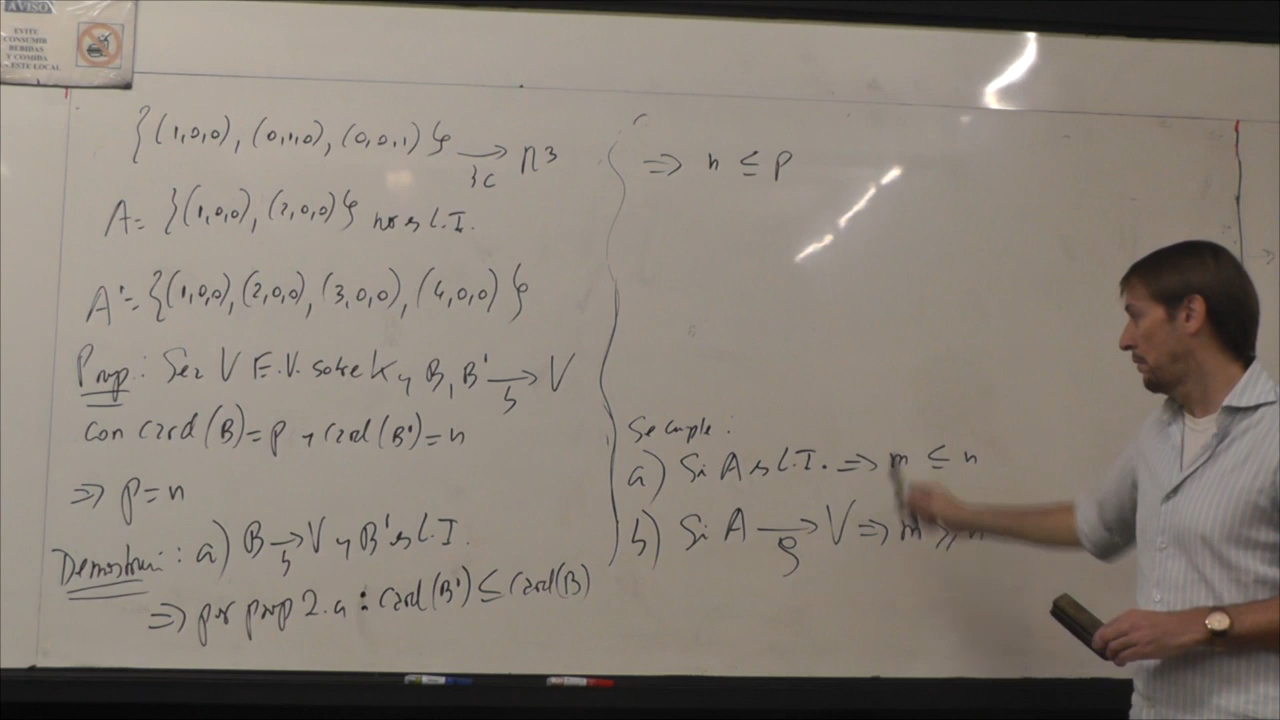 AVISO
EVITE
CONSUMIR
BEBIDAS
Y COMIDA
EN ESTE LOCAL
{(1,0,0), (0,1,0), (0,0,1)} →BC R3
A = {(1,0,0), (2,0,0)} no es L.I.
A' = {(1,0,0), (2,0,0), (3,0,0), (4,0,0)}
Prop.: Sea V E.V. sobre K y B, B' →b V
con card(B) = p y card(B') = n
⇒ p = n
Demostración: a) B →b V y B' es L.I.
⇒ por prop 2.a : card(B') ≤ card(B)
⇒ n ≤ p
Se cumple:
a) Si A es L.I. ⇒ m ≤ n
b) Si A →g V ⇒ m ≥ n